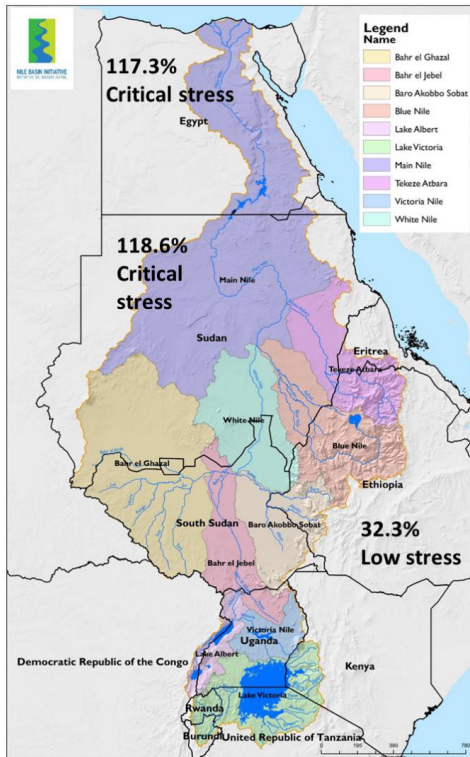 NILE BASIN INITIATIVE
Legend
Name
Bahr el Ghazal
Bahr el Jebel
Baro Akobbo Sobat
Blue Nile
Lake Albert
Lake Victoria
Main Nile
Tekeze Atbara
Victoria Nile
White Nile
117.3%
Critical stress
Egypt
118.6%
Critical
stress
Main Nile
Sudan
Eritrea
Tekeze Atbara
White Nile
Blue Nile
Bahr el Ghazal
Ethiopia
South Sudan
Baro Akobbo Sobat
32.3%
Low stress
Bahr el Jebel
Victoria Nile
Uganda
Lake Albert
Democratic Republic of the Congo
Kenya
Lake Victoria
Rwanda
Burundi
United Republic of Tanzania
0 195 390 780